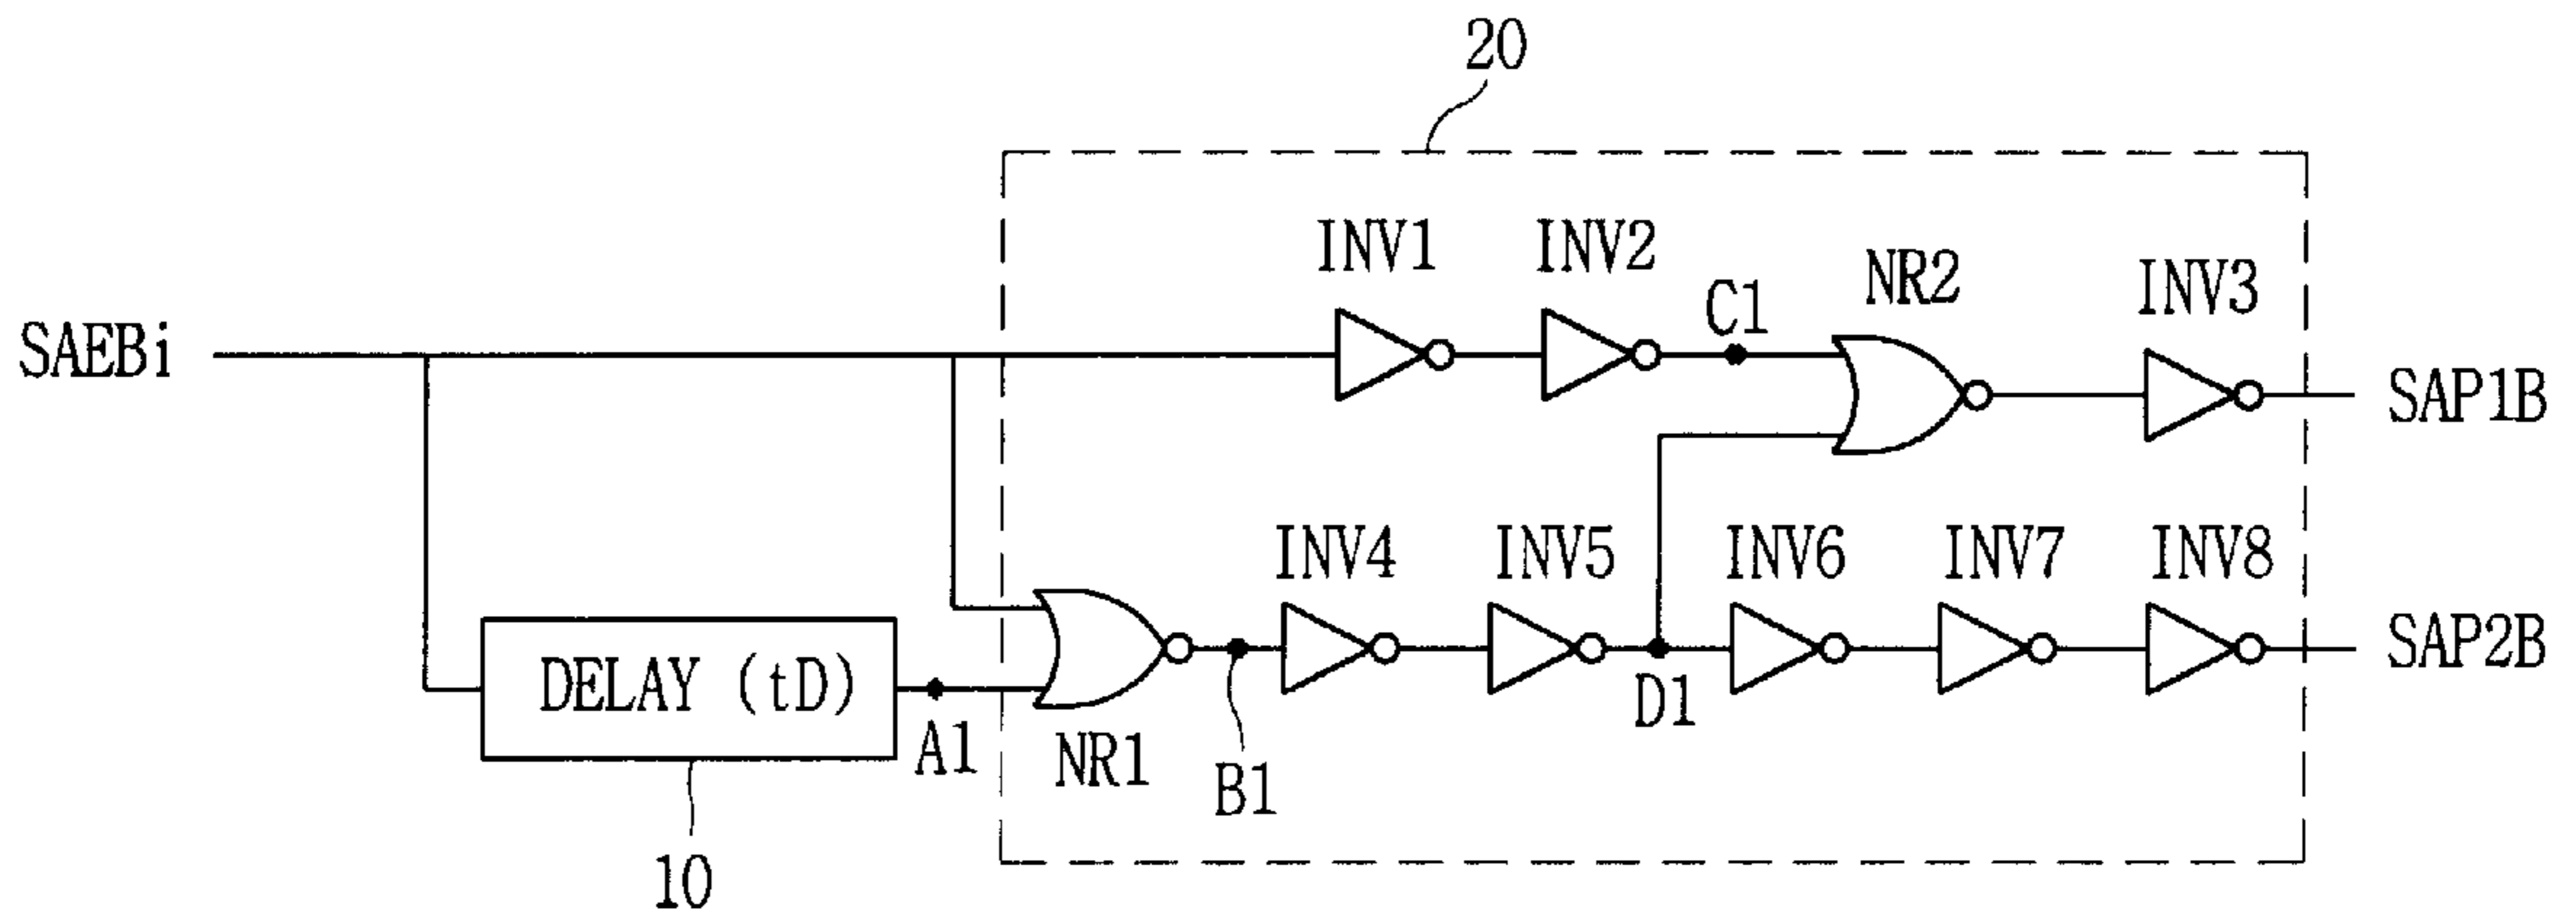 20
INV1 INV2 NR2 INV3
C1
SAEBi SAP1B
INV4 INV5 INV6 INV7 INV8
DELAY (tD) SAP2B
A1 NR1 B1 D1
10